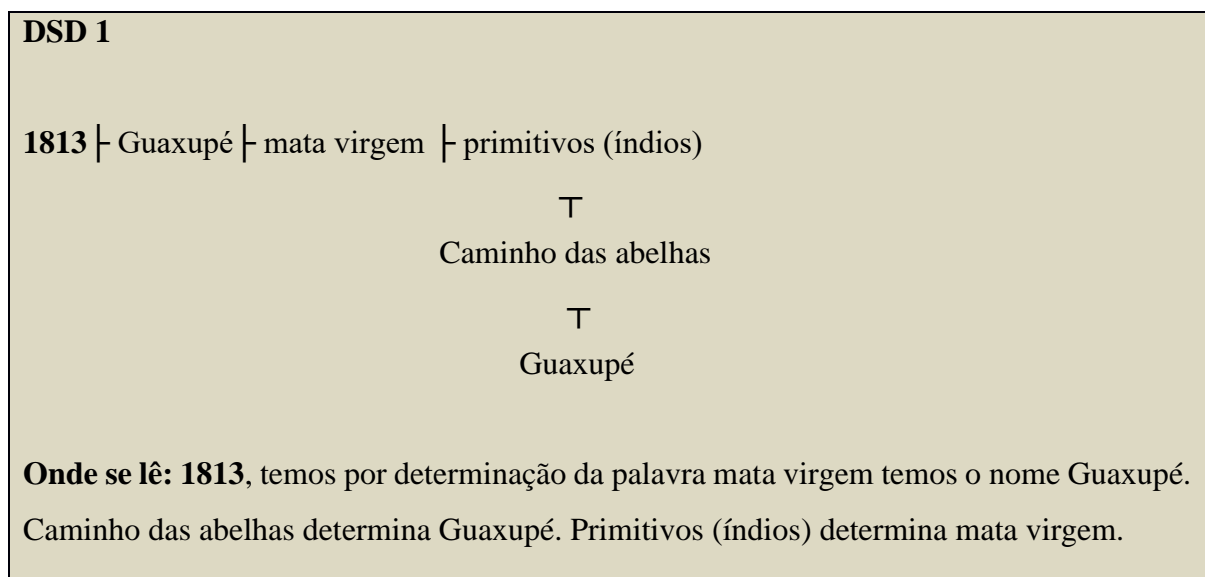 DSD 1
1813├ Guaxupé├ mata virgem ├ primitivos (índios)
┬
Caminho das abelhas
┬
Guaxupé
Onde se lê: 1813, temos por determinação da palavra mata virgem temos o nome Guaxupé.
Caminho das abelhas determina Guaxupé. Primitivos (índios) determina mata virgem.